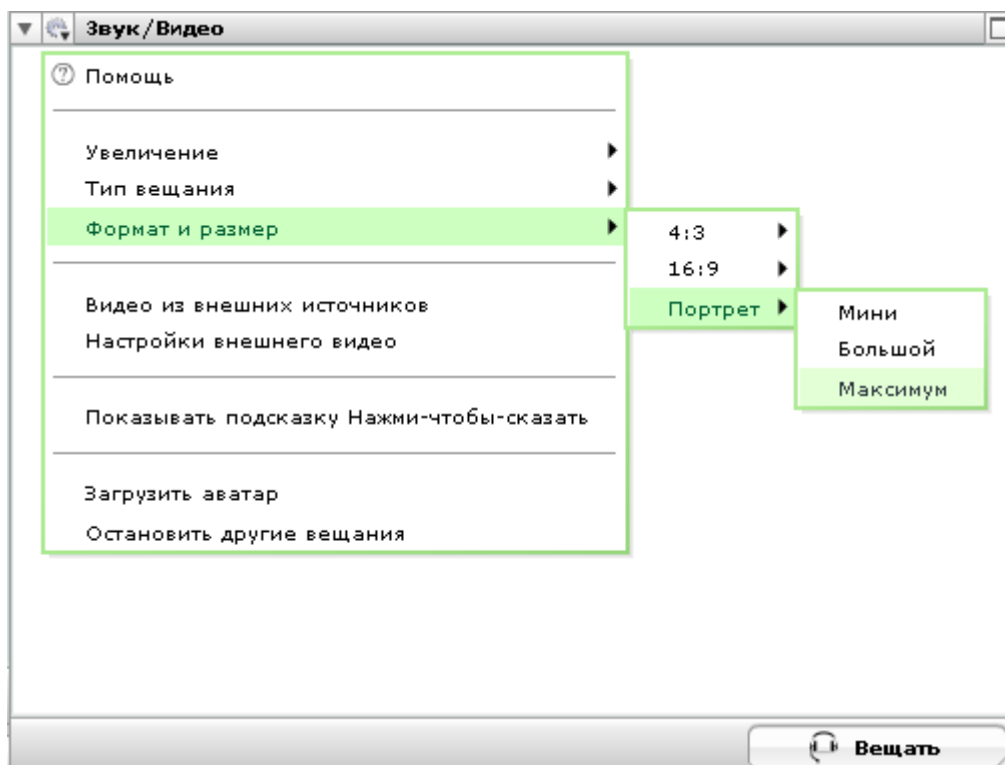 Звук/Видео
Помощь
Увеличение
Тип вещания
Формат и размер
4:3
16:9
Портрет
Мини
Большой
Максимум
Видео из внешних источников
Настройки внешнего видео
Показывать подсказку Нажми-чтобы-сказать
Загрузить аватар
Остановить другие вещания
Вещать